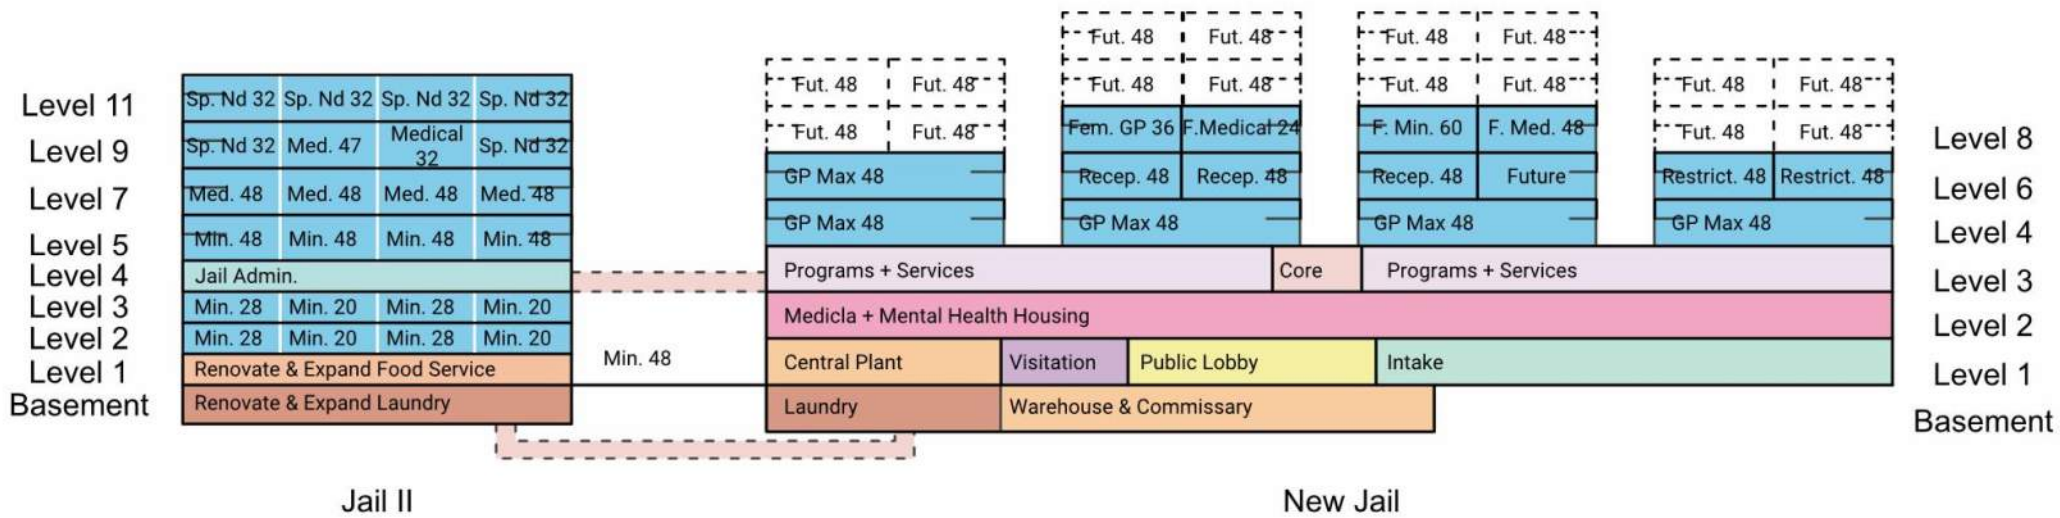 Fut. 48 Fut. 48 Fut. 48 Fut. 48
Fut. 48 Fut. 48 Fut. 48 Fut. 48 Fut. 48 Fut. 48 Fut. 48 Fut. 48
Level 11 Sp. Nd 32 Sp. Nd 32 Sp. Nd 32 Sp. Nd 32
Fut. 48 Fut. 48 Fem. GP 36 F.Medical 24 F. Min. 60 F. Med. 48 Fut. 48 Fut. 48 Level 8
Level 9 Sp. Nd 32 Med. 47 Medical 32 Sp. Nd 32
GP Max 48 Recep. 48 Recep. 48 Recep. 48 Future Restrict. 48 Restrict. 48 Level 6
Level 7 Med. 48 Med. 48 Med. 48 Med. 48
GP Max 48 GP Max 48 GP Max 48 GP Max 48 Level 4
Level 5 Min. 48 Min. 48 Min. 48 Min. 48
Level 4 Jail Admin. Programs + Services Core Programs + Services Level 3
Level 3 Min. 28 Min. 20 Min. 28 Min. 20
Medicla + Mental Health Housing Level 2
Level 2 Min. 28 Min. 20 Min. 28 Min. 20
Min. 48
Level 1 Renovate & Expand Food Service Central Plant Visitation Public Lobby Intake Level 1
Basement Renovate & Expand Laundry Laundry Warehouse & Commissary Basement
Jail II New Jail